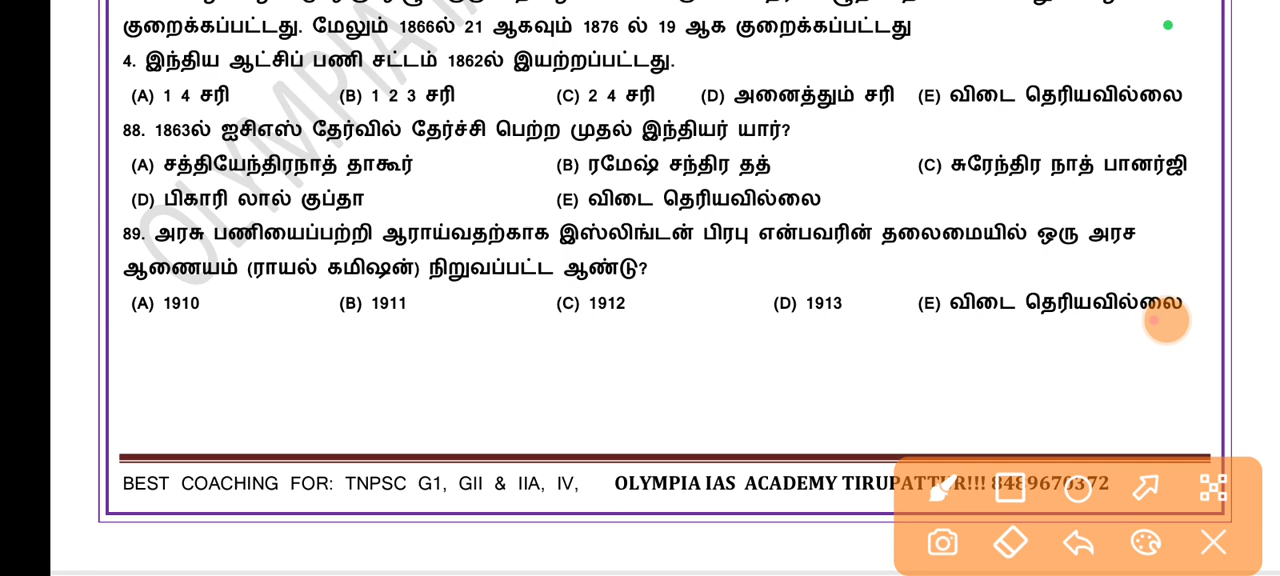 குறைக்கப்பட்டது. மேலும் 1866ல் 21 ஆகவும் 1876 ல் 19 ஆக குறைக்கப்பட்டது
4. இந்திய ஆட்சிப் பணி சட்டம் 1862ல் இயற்றப்பட்டது.
(A) 1 4 சரி (B) 1 2 3 சரி (C) 2 4 சரி (D) அனைத்தும் சரி (E) விடை தெரியவில்லை
88. 1863ல் ஐசிஎஸ் தேர்வில் தேர்ச்சி பெற்ற முதல் இந்தியர் யார்?
(A) சத்தியேந்திரநாத் தாகூர் (B) ரமேஷ் சந்திர தத் (C) சுரேந்திர நாத் பானர்ஜி
(D) பிகாரி லால் குப்தா (E) விடை தெரியவில்லை
89. அரசு பணியைப்பற்றி ஆராய்வதற்காக இஸ்லிங்டன் பிரபு என்பவரின் தலைமையில் ஒரு அரச
ஆணையம் (ராயல் கமிஷன்) நிறுவப்பட்ட ஆண்டு?
(A) 1910 (B) 1911 (C) 1912 (D) 1913 (E) விடை தெரியவில்லை
BEST COACHING FOR: TNPSC G1, GII & IIA, IV, OLYMPIA IAS ACADEMY TIRUPATTUR!!! 8489670372
OLYMPIA